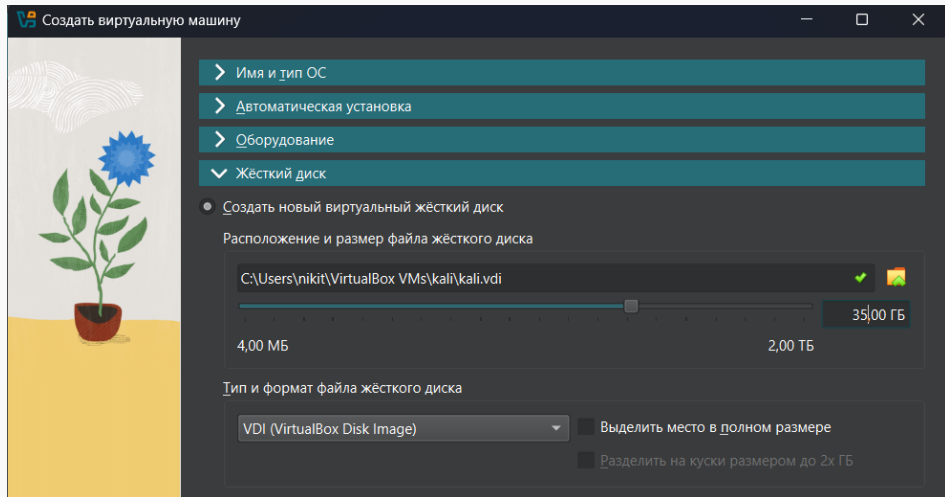 Создать виртуальную машину
Имя и тип ОС
Автоматическая установка
Оборудование
Жёсткий диск
Создать новый виртуальный жёсткий диск
Расположение и размер файла жёсткого диска
C:\Users\nikit\VirtualBox VMs\kali\kali.vdi
35,00 ГБ
4,00 МБ 2,00 ТБ
Тип и формат файла жёсткого диска
VDI (VirtualBox Disk Image) Выделить место в полном размере
Разделить на куски размером до 2х ГБ